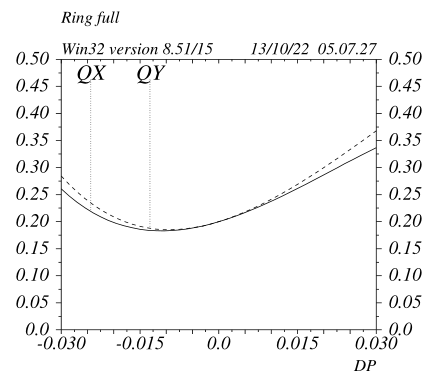 Ring full
Win32 version 8.51/15 13/10/22 05.07.27
0.50 0.50
QX QY
0.45 0.45
0.40 0.40
0.35 0.35
0.30 0.30
0.25 0.25
0.20 0.20
0.15 0.15
0.10 0.10
0.05 0.05
0.0 0.0
-0.030 -0.015 0.0 0.015 0.030
DP